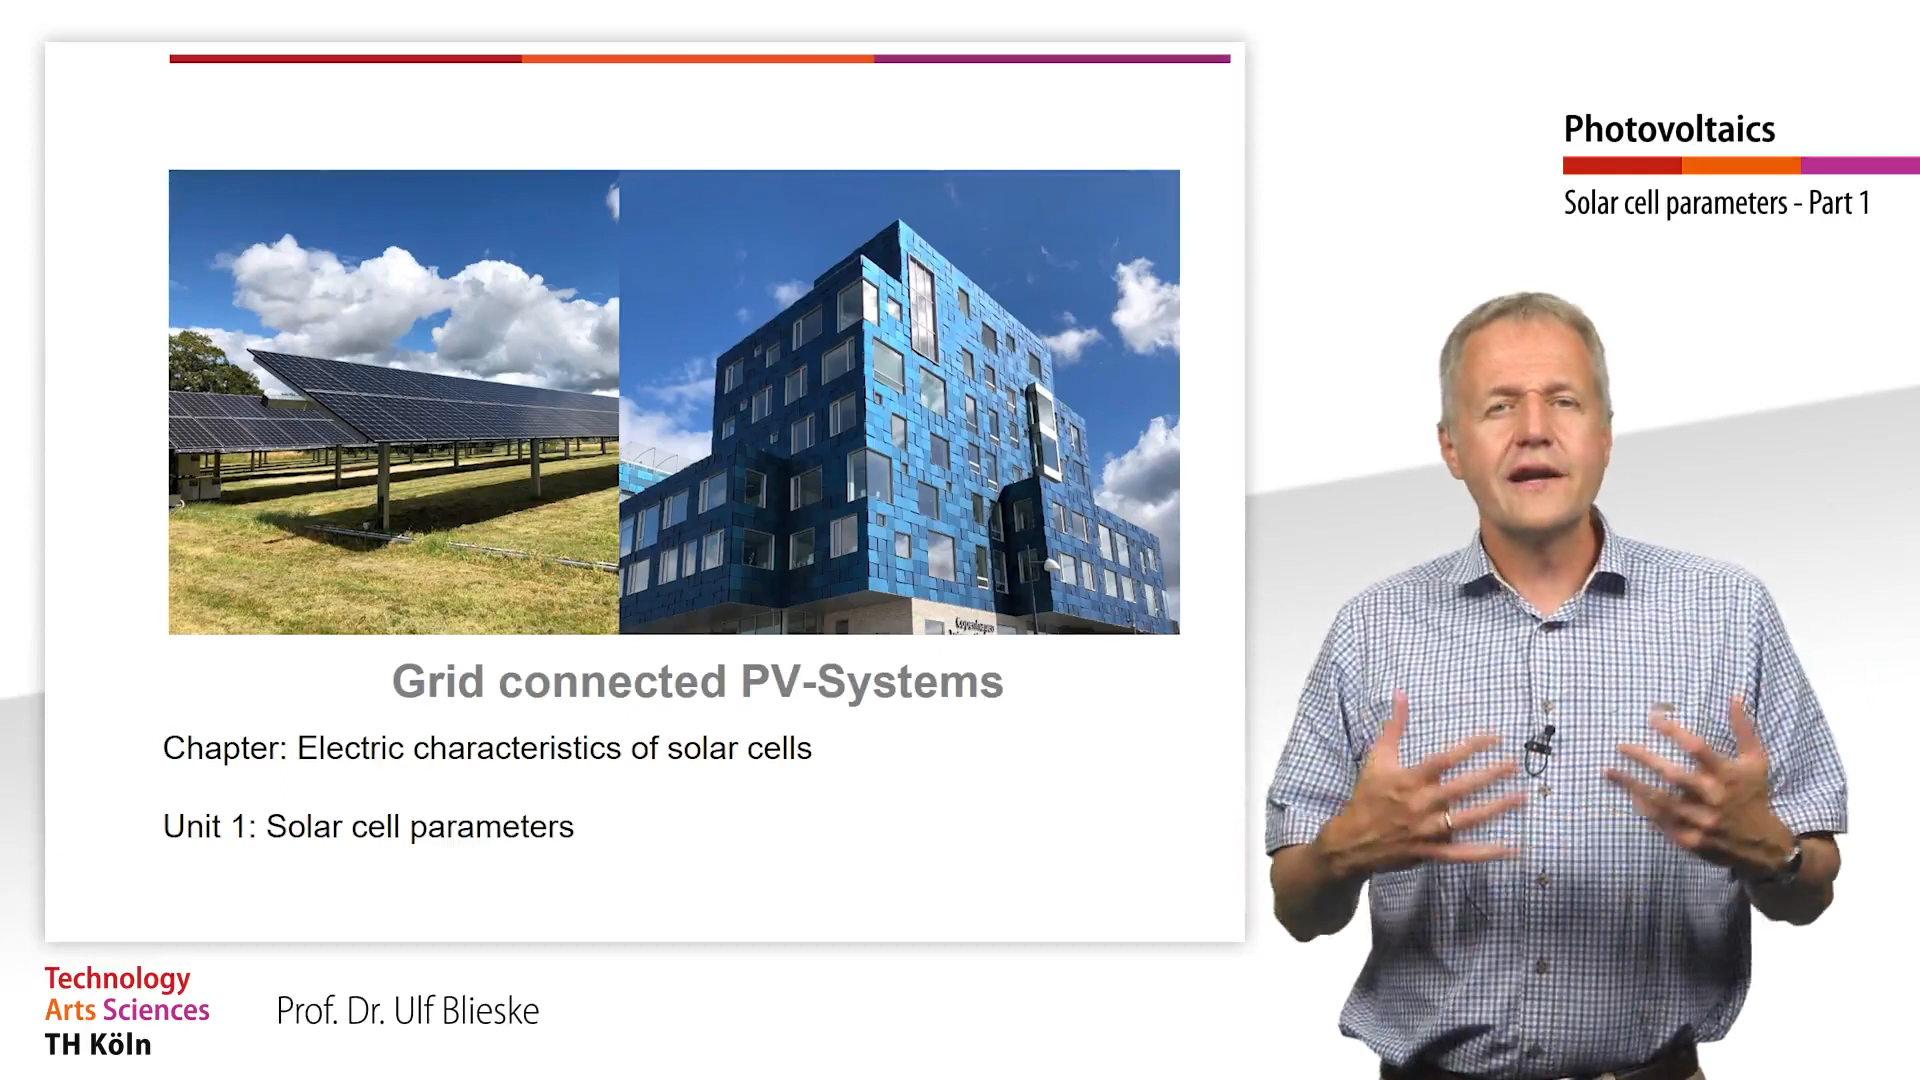 Photovoltaics
Solar cell parameters - Part 1
Copenhagen
Grid connected PV-Systems
Chapter: Electric characteristics of solar cells
Unit 1: Solar cell parameters
Technology
Arts Sciences
TH Köln
Prof. Dr. Ulf Blieske